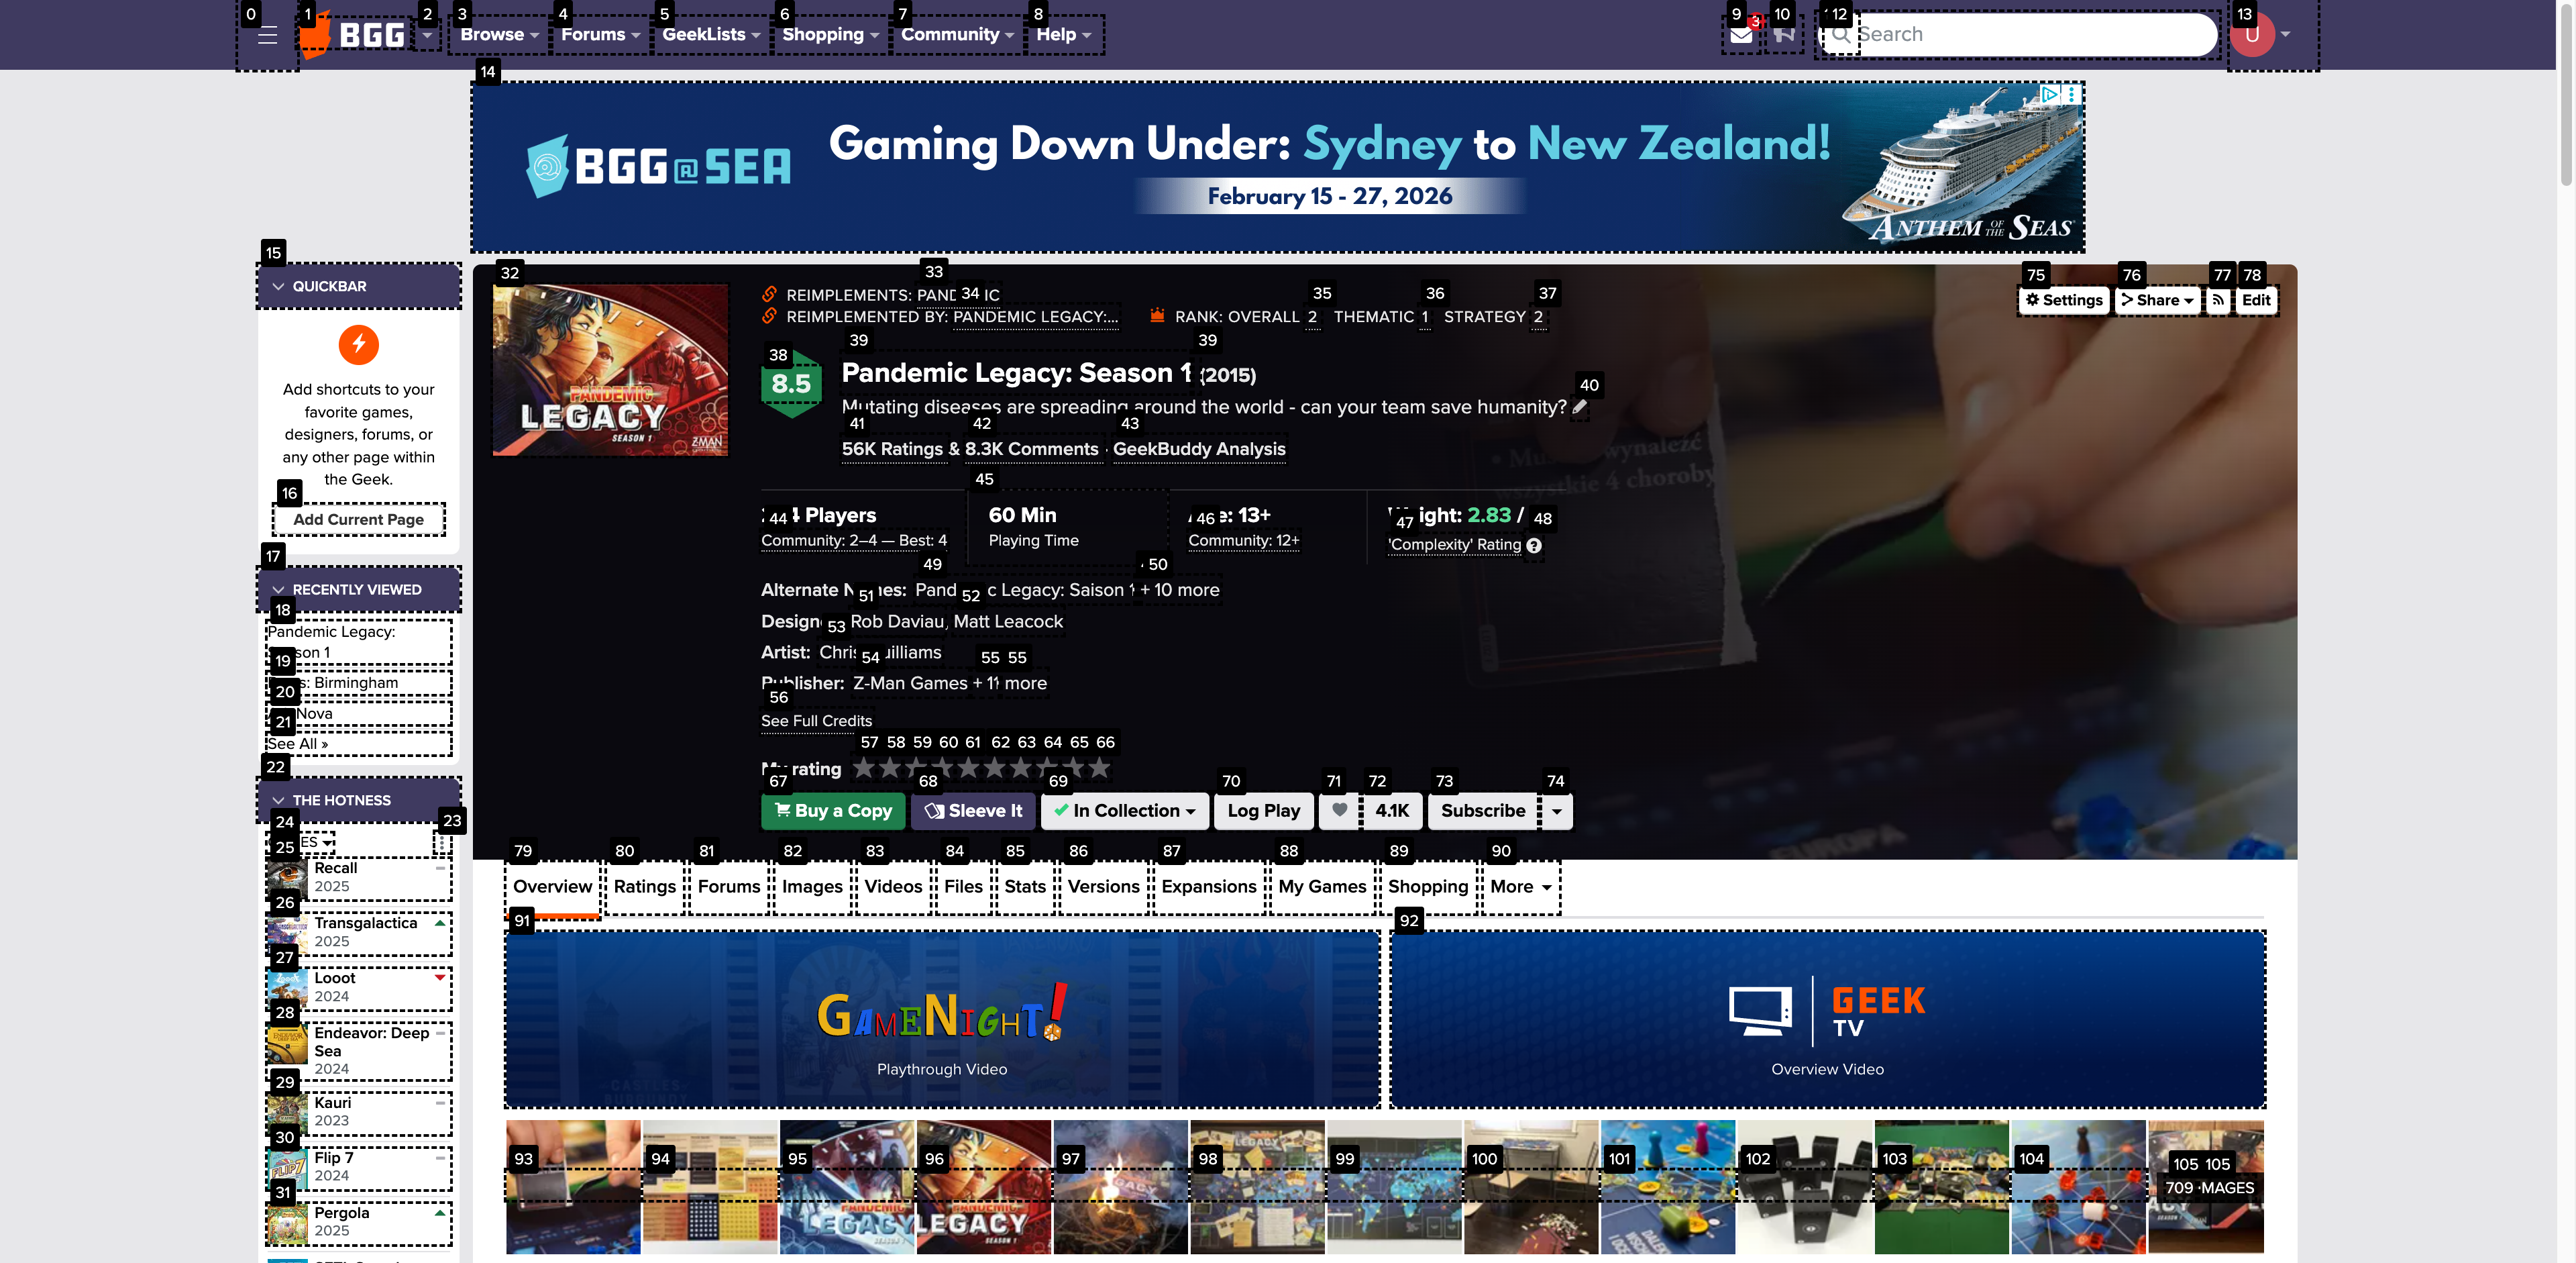 0 1 2 3 4 5 6 7 8 9 10 12 13
BGG Browse Forums GeekLists Shopping Community Help 3 Search U
14
BGG @ SEA
Gaming Down Under: Sydney to New Zealand!
February 15 - 27, 2026
ANTHEM OF THE SEAS
15
QUICKBAR
Add shortcuts to your
favorite games,
designers, forums, or
any other page within
the Geek.
16
Add Current Page
17
RECENTLY VIEWED
18
Pandemic Legacy:
son 1
19
s: Birmingham
20
Nova
21
See All »
22
THE HOTNESS
23
24
ES
25
Recall
2025
26
Transgalactica
2025
27
Looot
2024
28
Endeavor: Deep
Sea
2024
29
Kauri
2023
30
Flip 7
2024
31
Pergola
2025
32
PANDEMIC
LEGACY
SEASON 1
Z-MAN
33 34 35 36 37
REIMPLEMENTS: PAND IC
REIMPLEMENTED BY: PANDEMIC LEGACY:...
RANK: OVERALL 2 THEMATIC 1 STRATEGY 2
75 76 77 78
Settings Share Edit
38 39 39
8.5
Pandemic Legacy: Season 1 (2015)
40
Mutating diseases are spreading around the world - can your team save humanity?
41 42 43
56K Ratings & 8.3K Comments · GeekBuddy Analysis
44 45 46 47 48
4 Players 60 Min e: 13+ ight: 2.83 /
Community: 2–4 — Best: 4 Playing Time Community: 12+ 'Complexity' Rating
49 50
Alternate N es: Pand c Legacy: Saison 1 + 10 more
51 52
Design Rob Daviau, Matt Leacock
53
Artist: Chris uilliams
54 55 55
Publisher: Z-Man Games + 11 more
56
See Full Credits
57 58 59 60 61 62 63 64 65 66
My rating
67 68 69 70 71 72 73 74
Buy a Copy Sleeve It In Collection Log Play 4.1K Subscribe
79 80 81 82 83 84 85 86 87 88 89 90
Overview Ratings Forums Images Videos Files Stats Versions Expansions My Games Shopping More
91 92
GAMENIGHT!
Playthrough Video
GEEK
TV
Overview Video
93 94 95 96 97 98 99 100 101 102 103 104 105 105
709 MAGES
LEGACY
PANDEMIC
LEGACY
SEASON 1